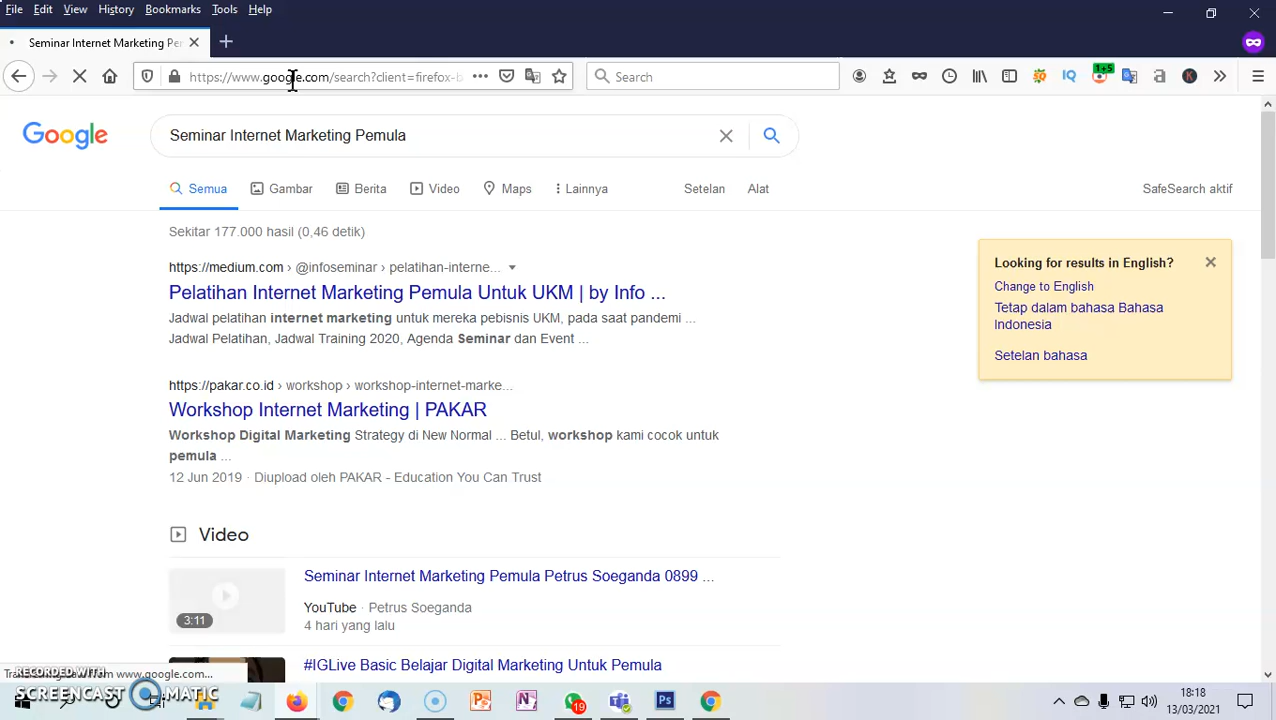 File Edit View History Bookmarks Tools Help
Seminar Internet Marketing Pe
https://www.google.com/search?client=firefox-b
Search
1+5
Google
Seminar Internet Marketing Pemula
Semua Gambar Berita Video Maps Lainnya Setelan Alat SafeSearch aktif
Sekitar 177.000 hasil (0,46 detik)
https://medium.com › @infoseminar › pelatihan-interne...
Pelatihan Internet Marketing Pemula Untuk UKM | by Info ...
Jadwal pelatihan internet marketing untuk mereka pebisnis UKM, pada saat pandemi ...
Jadwal Pelatihan, Jadwal Training 2020, Agenda Seminar dan Event ...
Looking for results in English?
Change to English
Tetap dalam bahasa Bahasa
Indonesia
Setelan bahasa
https://pakar.co.id › workshop › workshop-internet-marke...
Workshop Internet Marketing | PAKAR
Workshop Digital Marketing Strategy di New Normal ... Betul, workshop kami cocok untuk
pemula ...
12 Jun 2019 · Diupload oleh PAKAR - Education You Can Trust
Video
Seminar Internet Marketing Pemula Petrus Soeganda 0899 ...
YouTube · Petrus Soeganda
4 hari yang lalu
3:11
#IGLive Basic Belajar Digital Marketing Untuk Pemula
www.google.com...
RECORDED WITH
SCREENCAST MATIC
19
18:18
13/03/2021